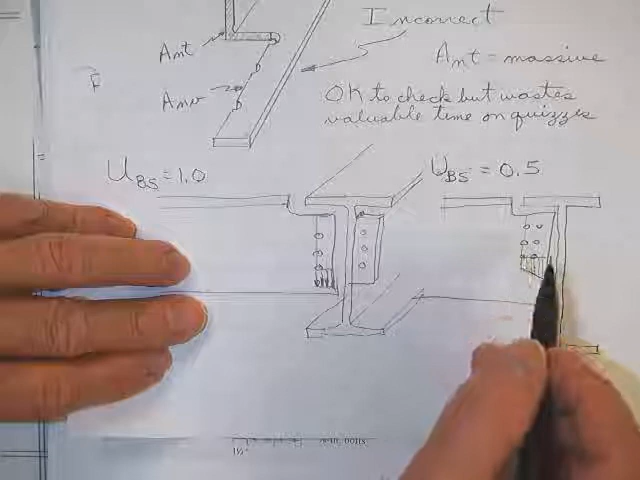 Incorrect
Ant
Ant = massive
Anv
OK to check but wastes
valuable time on quizzes
UBS = 1.0
UBS = 0.5